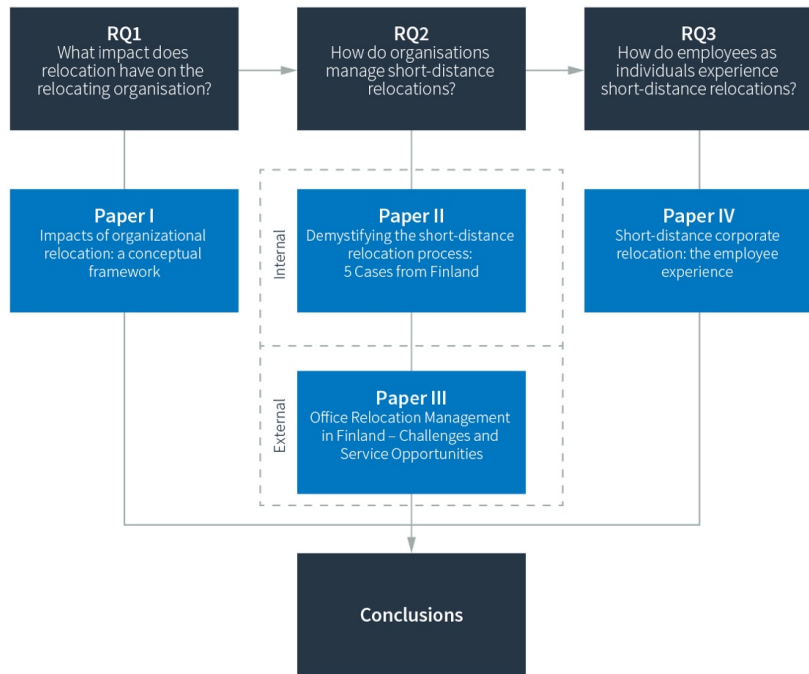 RQ1
What impact does
relocation have on the
relocating organisation?
RQ2
How do organisations
manage short-distance
relocations?
RQ3
How do employees as
individuals experience
short-distance relocations?
Paper I
Impacts of organizational
relocation: a conceptual
framework
Internal
Paper II
Demystifying the short-distance
relocation process:
5 Cases from Finland
Paper IV
Short-distance corporate
relocation: the employee
experience
External
Paper III
Office Relocation Management
in Finland – Challenges and
Service Opportunities
Conclusions